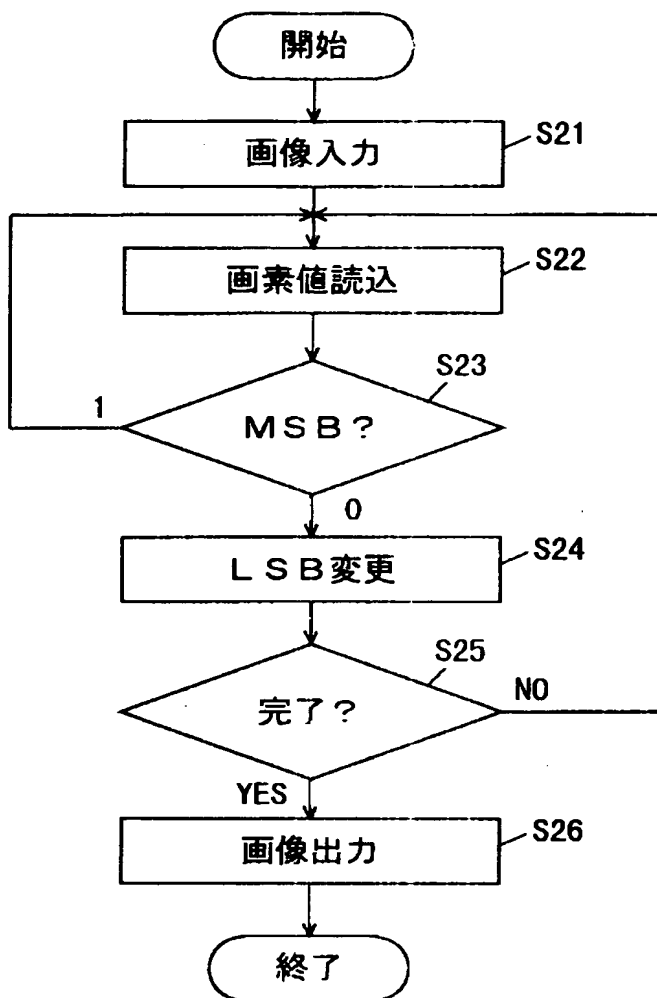 開始
画像入力
S21
画素値読込
S22
MSB?
S23
1
0
LSB変更
S24
完了?
S25
NO
YES
画像出力
S26
終了